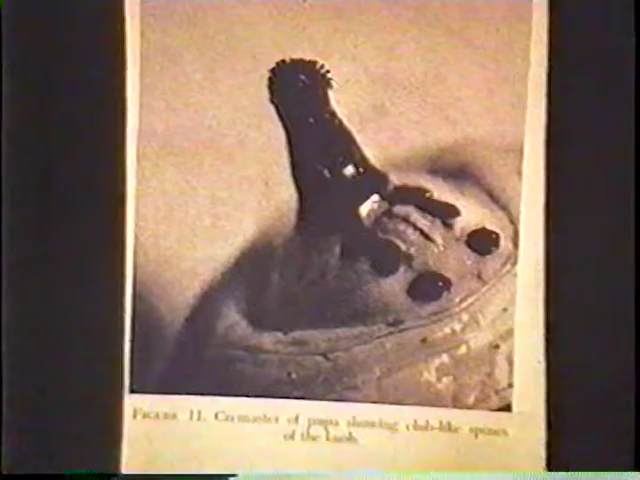 FIGURE 11. Cremaster of pupa showing club-like spines
of the knob.